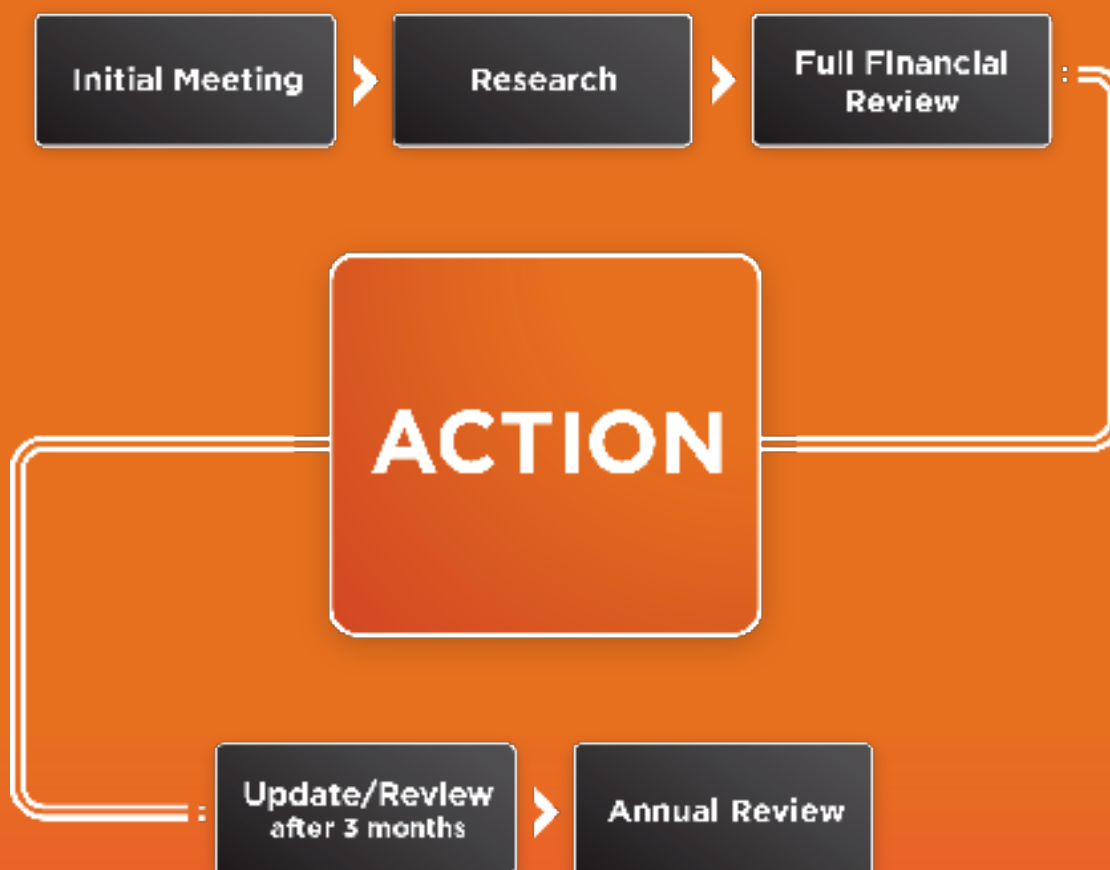 Initial Meeting
Research
Full Financial
Review
ACTION
Update/Review
after 3 months
Annual Review